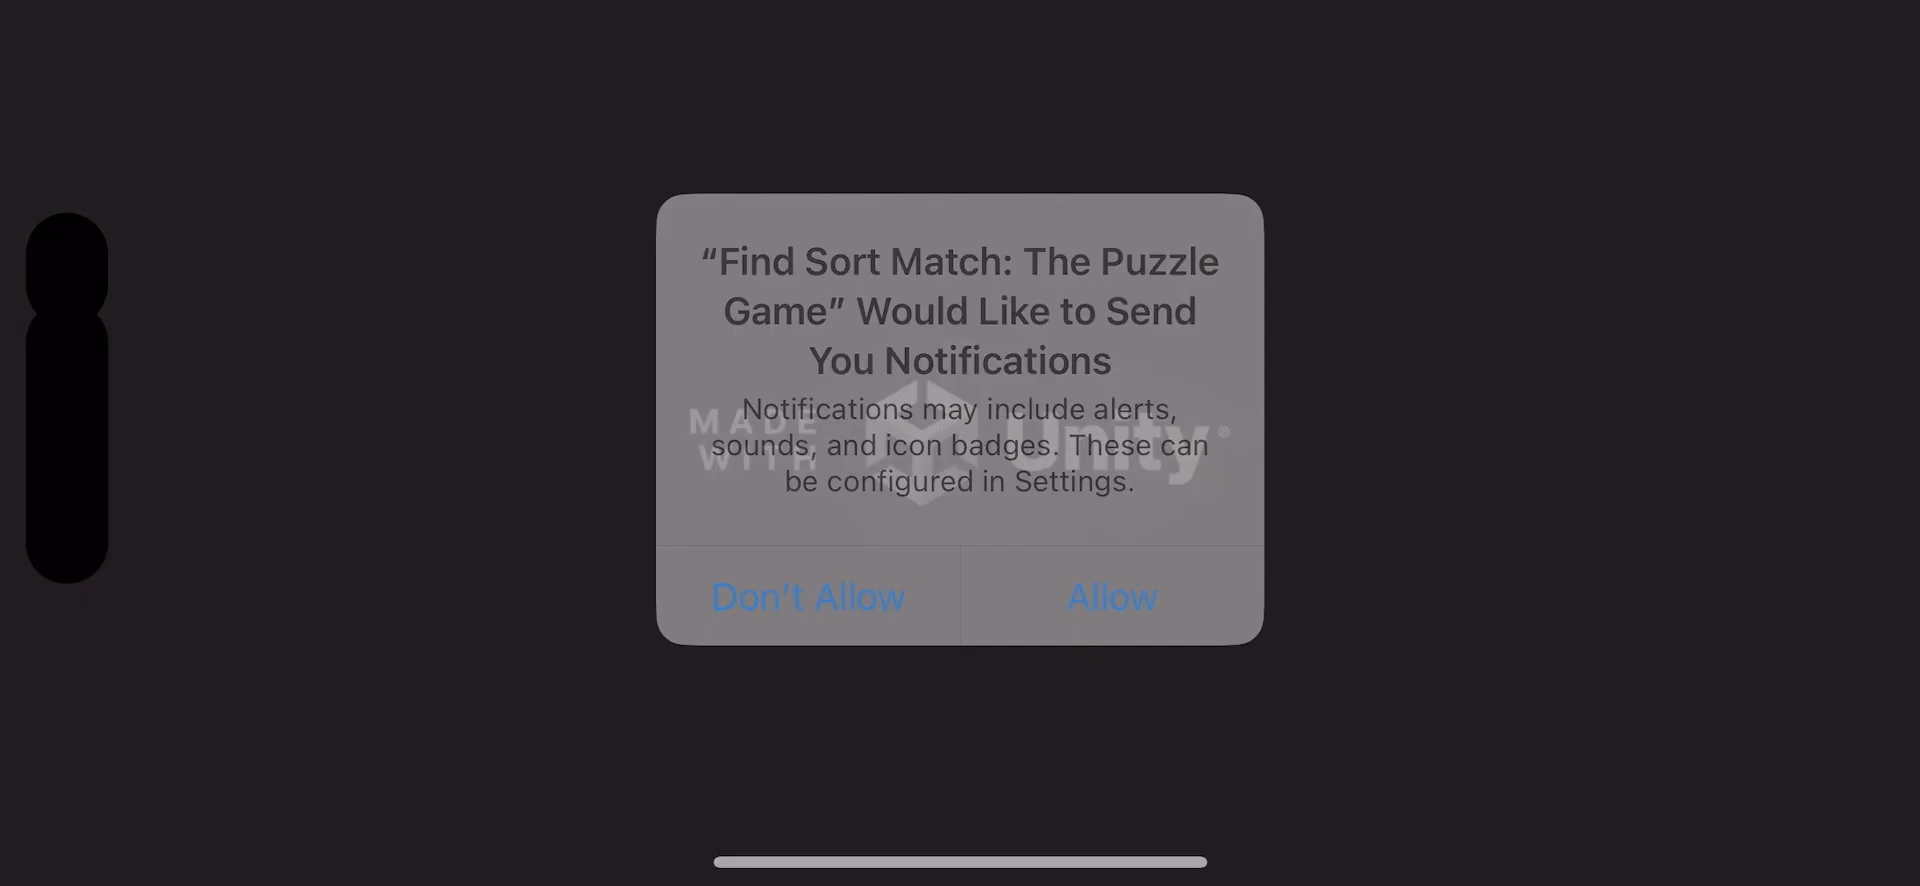 “Find Sort Match: The Puzzle
Game” Would Like to Send
You Notifications
Notifications may include alerts,
sounds, and icon badges. These can
be configured in Settings.
MADE
WITH
Unity®
Don't Allow
Allow